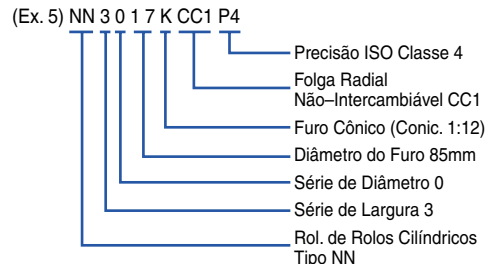 (Ex. 5) NN 3 0 1 7 K CC1 P4
Precisão ISO Classe 4
Folga Radial
Não–Intercambiável CC1
Furo Cônico (Conic. 1:12)
Diâmetro do Furo 85mm
Série de Diâmetro 0
Série de Largura 3
Rol. de Rolos Cilíndricos
Tipo NN